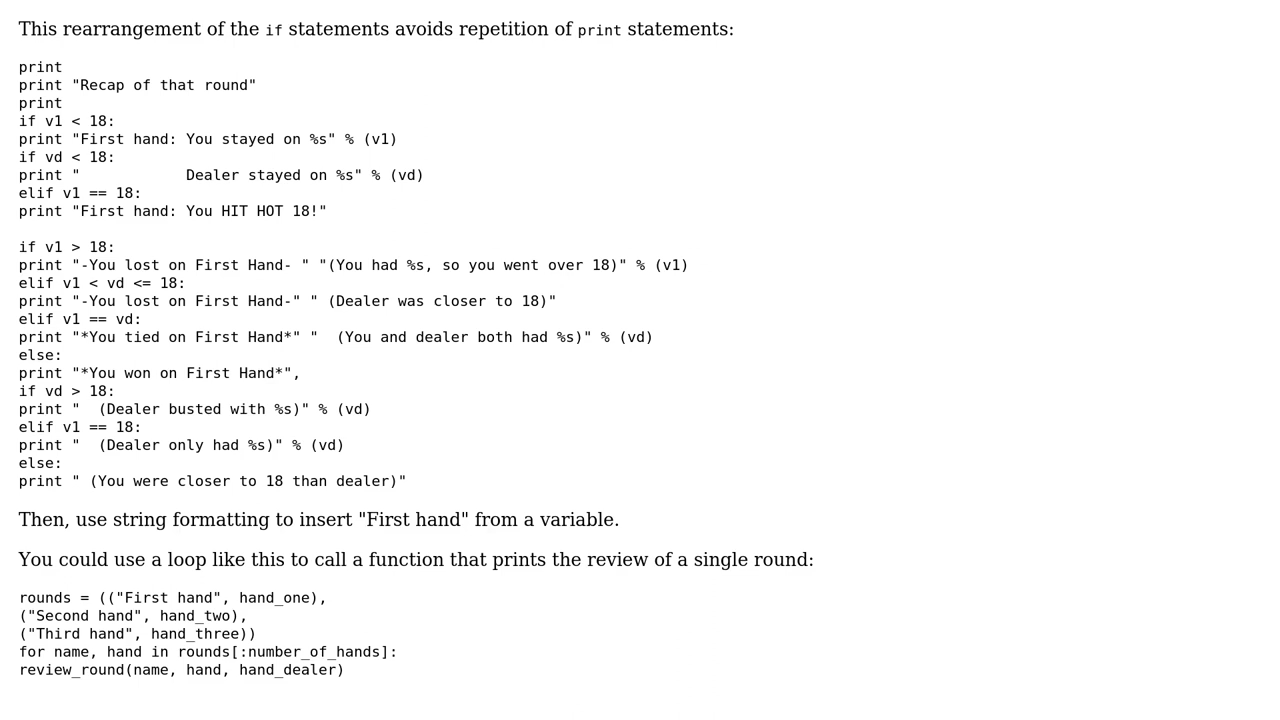 This rearrangement of the if statements avoids repetition of print statements:
print
print "Recap of that round"
print
if v1 < 18:
print "First hand: You stayed on %s" % (v1)
if vd < 18:
print "            Dealer stayed on %s" % (vd)
elif v1 == 18:
print "First hand: You HIT HOT 18!"

if v1 > 18:
print "-You lost on First Hand- " "(You had %s, so you went over 18)" % (v1)
elif v1 < vd <= 18:
print "-You lost on First Hand-" " (Dealer was closer to 18)"
elif v1 == vd:
print "*You tied on First Hand*" "  (You and dealer both had %s)" % (vd)
else:
print "*You won on First Hand*",
if vd > 18:
print "  (Dealer busted with %s)" % (vd)
elif v1 == 18:
print "  (Dealer only had %s)" % (vd)
else:
print " (You were closer to 18 than dealer)"
Then, use string formatting to insert "First hand" from a variable.
You could use a loop like this to call a function that prints the review of a single round:
rounds = (("First hand", hand_one),
("Second hand", hand_two),
("Third hand", hand_three))
for name, hand in rounds[:number_of_hands]:
review_round(name, hand, hand_dealer)